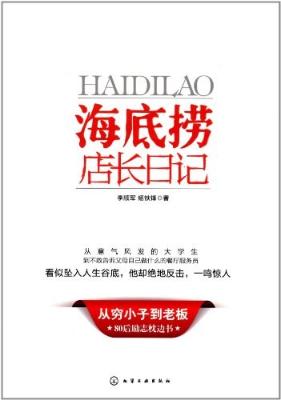 HAIDILAO
海底捞
店长日记
李顺军 杨铁锋 著
从意气风发的大学生
到不敢告诉父母自己做什么的餐厅服务员
看似坠入人生谷底，他却绝地反击，一鸣惊人
从穷小子到老板
80后励志枕边书
化学工业出版社